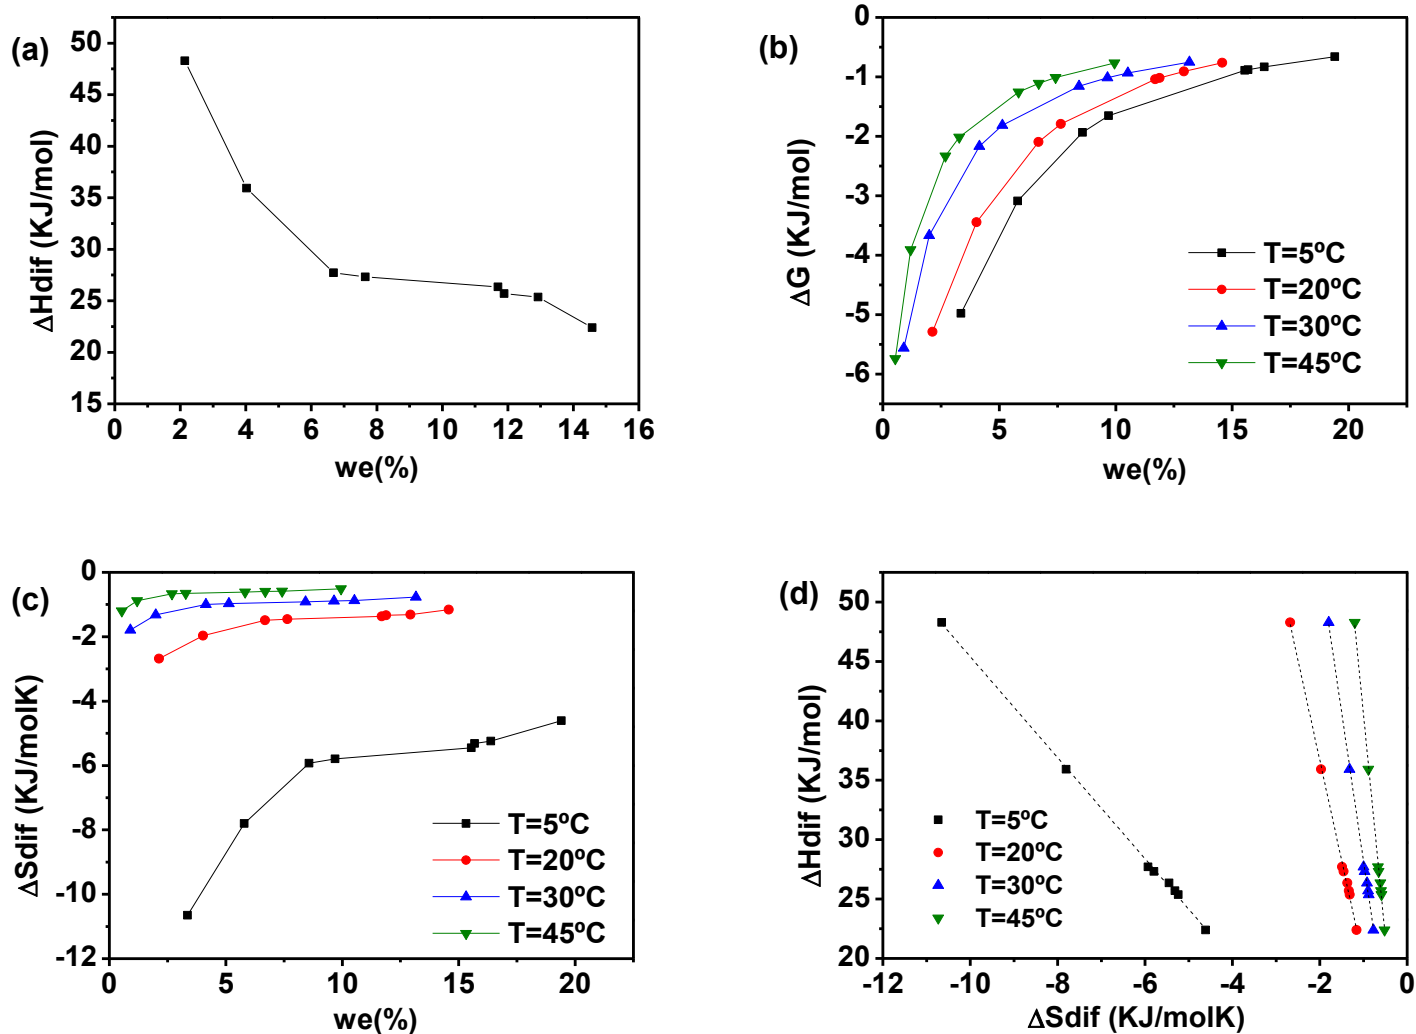 (a)
50
45
40
35
30
25
20
15
0 2 4 6 8 10 12 14 16
ΔHdif (KJ/mol)
we(%)
(b)
0
-1
-2
-3
-4
-5
-6
0 5 10 15 20
ΔG (KJ/mol)
we(%)
T=5ºC
T=20ºC
T=30ºC
T=45ºC
(c)
0
-2
-4
-6
-8
-10
-12
0 5 10 15 20
ΔSdif (KJ/molK)
we(%)
T=5ºC
T=20ºC
T=30ºC
T=45ºC
(d)
50
45
40
35
30
25
20
-12 -10 -8 -6 -4 -2 0
ΔHdif (KJ/mol)
ΔSdif (KJ/molK)
T=5ºC
T=20ºC
T=30ºC
T=45ºC